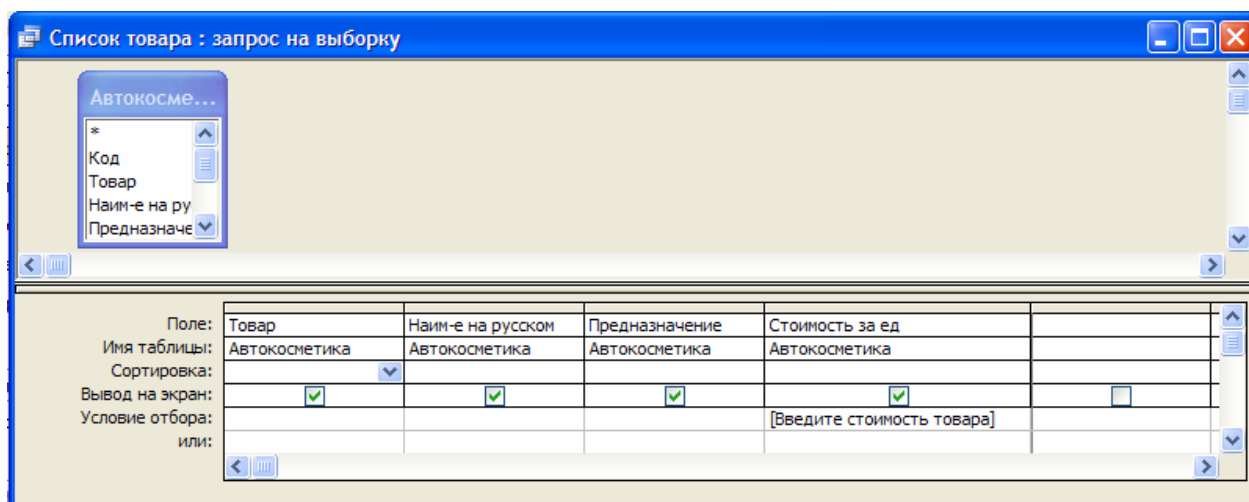 Список товара : запрос на выборку
Автокосме...
*
Код
Товар
Наим-е на ру
Предназначе
Поле: Товар Наим-е на русском Предназначение Стоимость за ед
Имя таблицы: Автокосметика Автокосметика Автокосметика Автокосметика
Сортировка:
Вывод на экран:
Условие отбора: [Введите стоимость товара]
или: